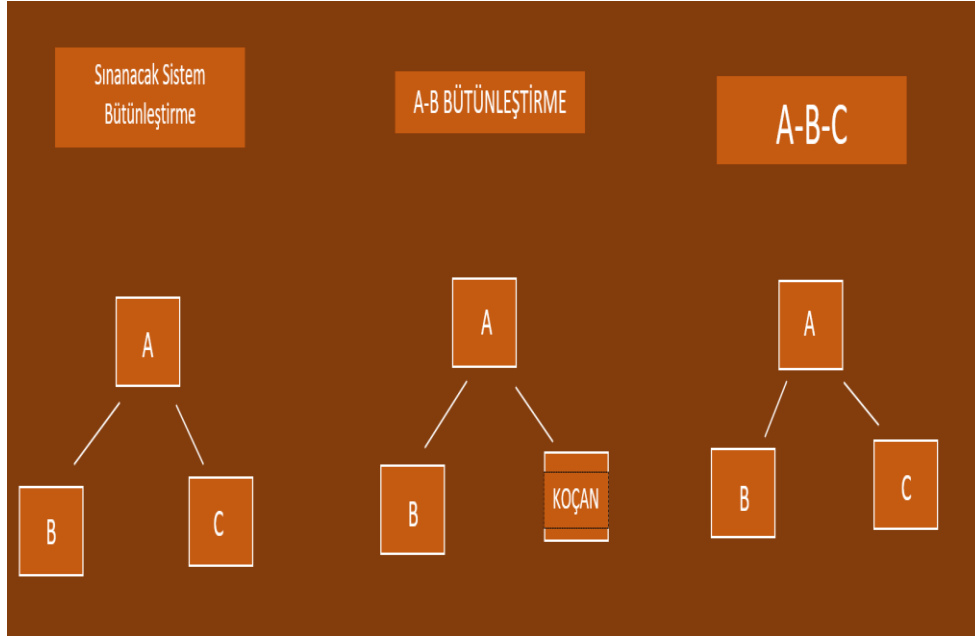 Sınanacak Sistem
Bütünleştirme
A-B BÜTÜNLEŞTİRME
A-B-C
A
B
C
A
B
KOÇAN
A
B
C